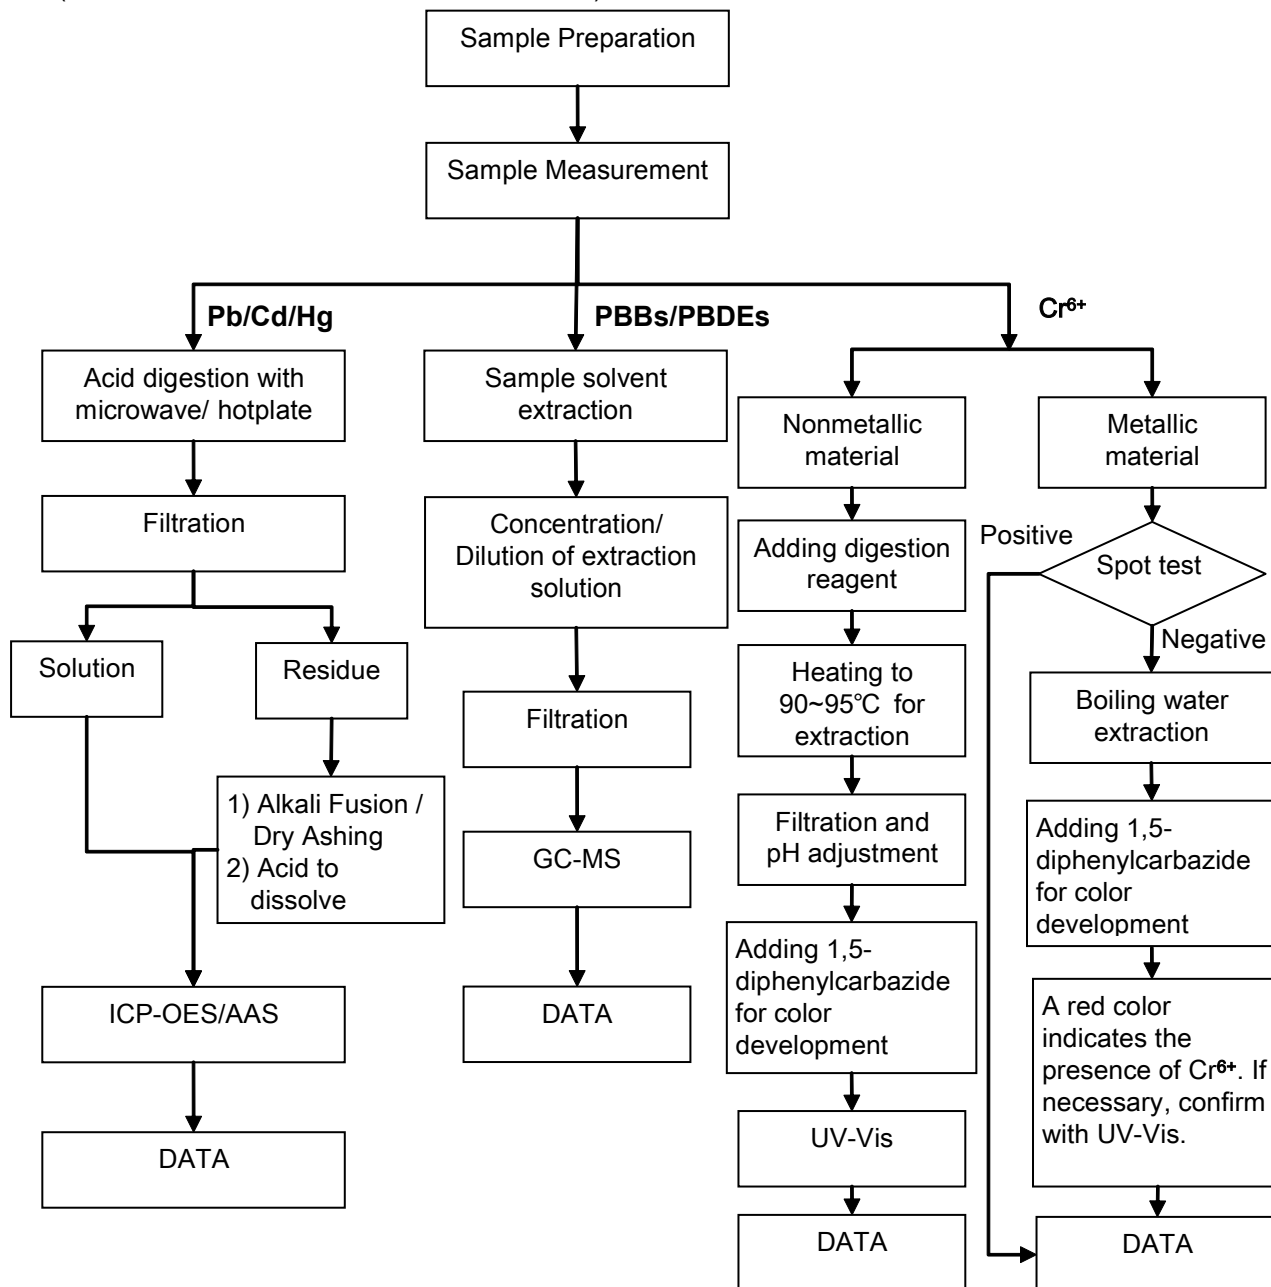 Sample Preparation
Sample Measurement
Pb/Cd/Hg
PBBs/PBDEs
Cr⁶⁺
Acid digestion with
microwave/ hotplate
Filtration
Solution
Residue
1) Alkali Fusion /
Dry Ashing
2) Acid to
dissolve
ICP-OES/AAS
DATA
Sample solvent
extraction
Concentration/
Dilution of extraction
solution
Filtration
GC-MS
DATA
Nonmetallic
material
Adding digestion
reagent
Heating to
90~95℃ for
extraction
Filtration and
pH adjustment
Adding 1,5-
diphenylcarbazide
for color
development
UV-Vis
DATA
Metallic
material
Positive
Spot test
Negative
Boiling water
extraction
Adding 1,5-
diphenylcarbazide
for color
development
A red color
indicates the
presence of Cr⁶⁺. If
necessary, confirm
with UV-Vis.
DATA